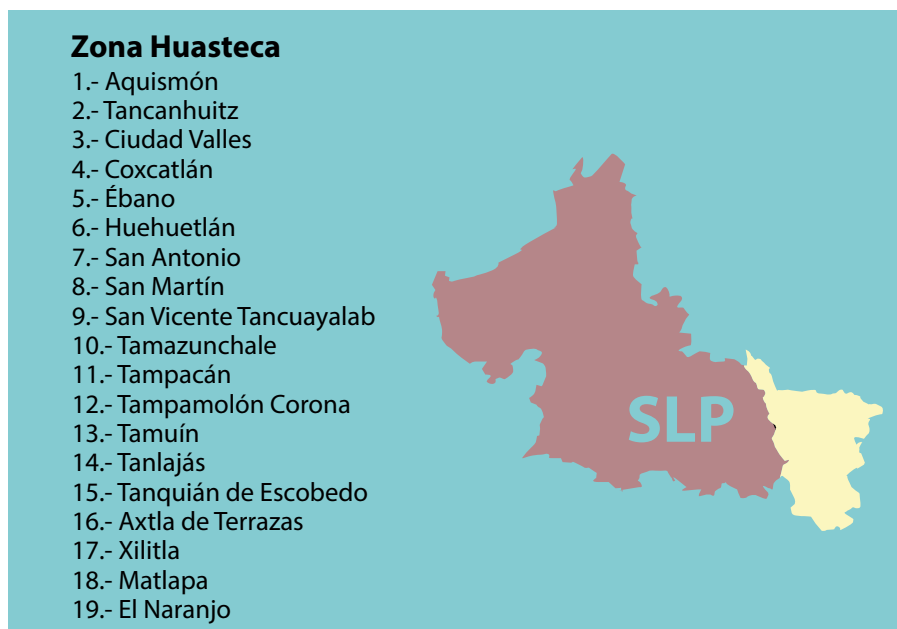 Zona Huasteca
1.- Aquismón
2.- Tancanhuitz
3.- Ciudad Valles
4.- Coxcatlán
5.- Ébano
6.- Huehuetlán
7.- San Antonio
8.- San Martín
9.- San Vicente Tancuayalab
10.- Tamazunchale
11.- Tampacán
12.- Tampamolón Corona
13.- Tamuín
14.- Tanlajás
15.- Tanquián de Escobedo
16.- Axtla de Terrazas
17.- Xilitla
18.- Matlapa
19.- El Naranjo
SLP